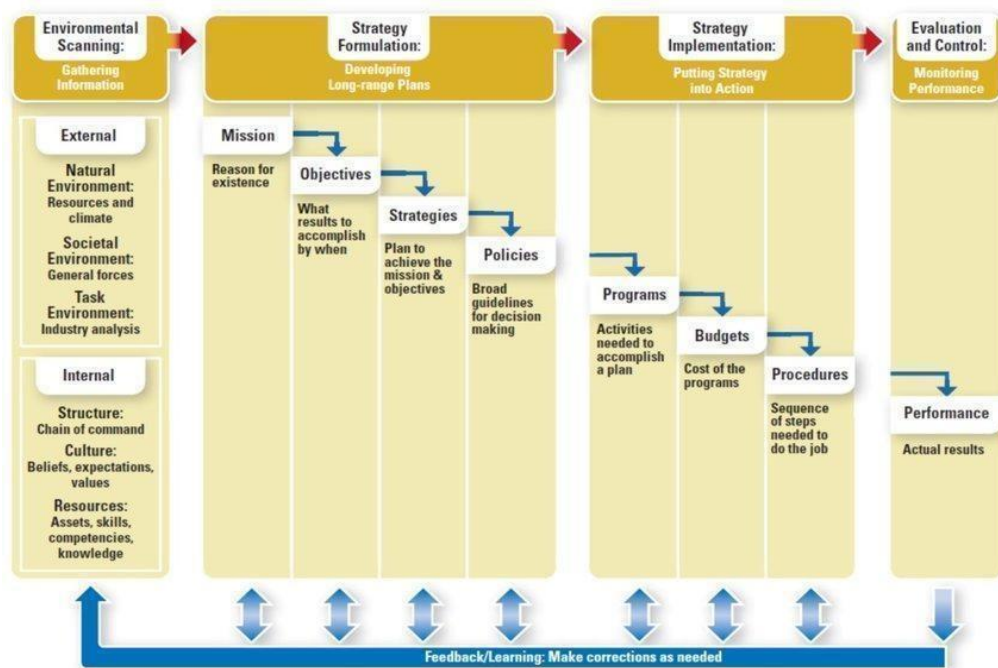 Environmental
Scanning:
Gathering
Information
External
Natural
Environment:
Resources and
climate
Societal
Environment:
General forces
Task
Environment:
Industry analysis
Internal
Structure:
Chain of command
Culture:
Beliefs, expectations,
values
Resources:
Assets, skills,
competencies,
knowledge
Strategy
Formulation:
Developing
Long-range Plans
Mission
Reason for
existence
Objectives
What
results to
accomplish
by when
Strategies
Plan to
achieve the
mission &
objectives
Policies
Broad
guidelines
for decision
making
Strategy
Implementation:
Putting Strategy
into Action
Programs
Activities
needed to
accomplish
a plan
Budgets
Cost of the
programs
Procedures
Sequence
of steps
needed to
do the job
Evaluation
and Control:
Monitoring
Performance
Performance
Actual results
Feedback/Learning: Make corrections as needed